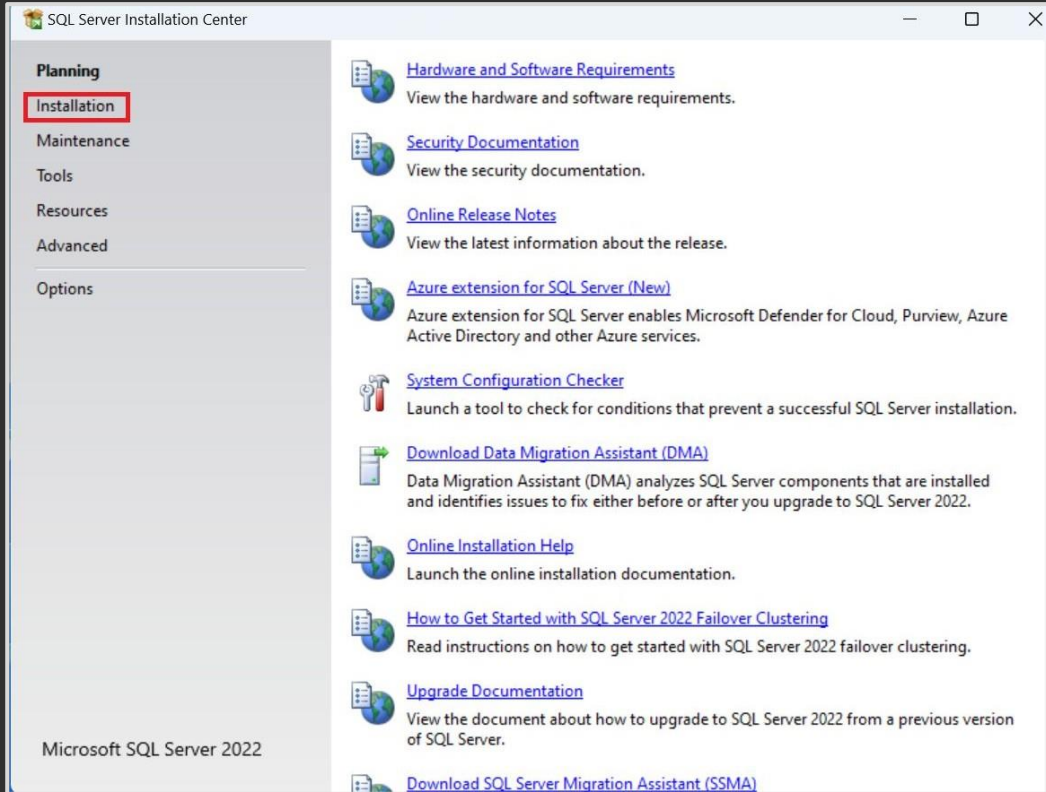 SQL Server Installation Center
Planning
Installation
Maintenance
Tools
Resources
Advanced
Options
Microsoft SQL Server 2022
Hardware and Software Requirements
View the hardware and software requirements.
Security Documentation
View the security documentation.
Online Release Notes
View the latest information about the release.
Azure extension for SQL Server (New)
Azure extension for SQL Server enables Microsoft Defender for Cloud, Purview, Azure
Active Directory and other Azure services.
System Configuration Checker
Launch a tool to check for conditions that prevent a successful SQL Server installation.
Download Data Migration Assistant (DMA)
Data Migration Assistant (DMA) analyzes SQL Server components that are installed
and identifies issues to fix either before or after you upgrade to SQL Server 2022.
Online Installation Help
Launch the online installation documentation.
How to Get Started with SQL Server 2022 Failover Clustering
Read instructions on how to get started with SQL Server 2022 failover clustering.
Upgrade Documentation
View the document about how to upgrade to SQL Server 2022 from a previous version
of SQL Server.
Download SQL Server Migration Assistant (SSMA)